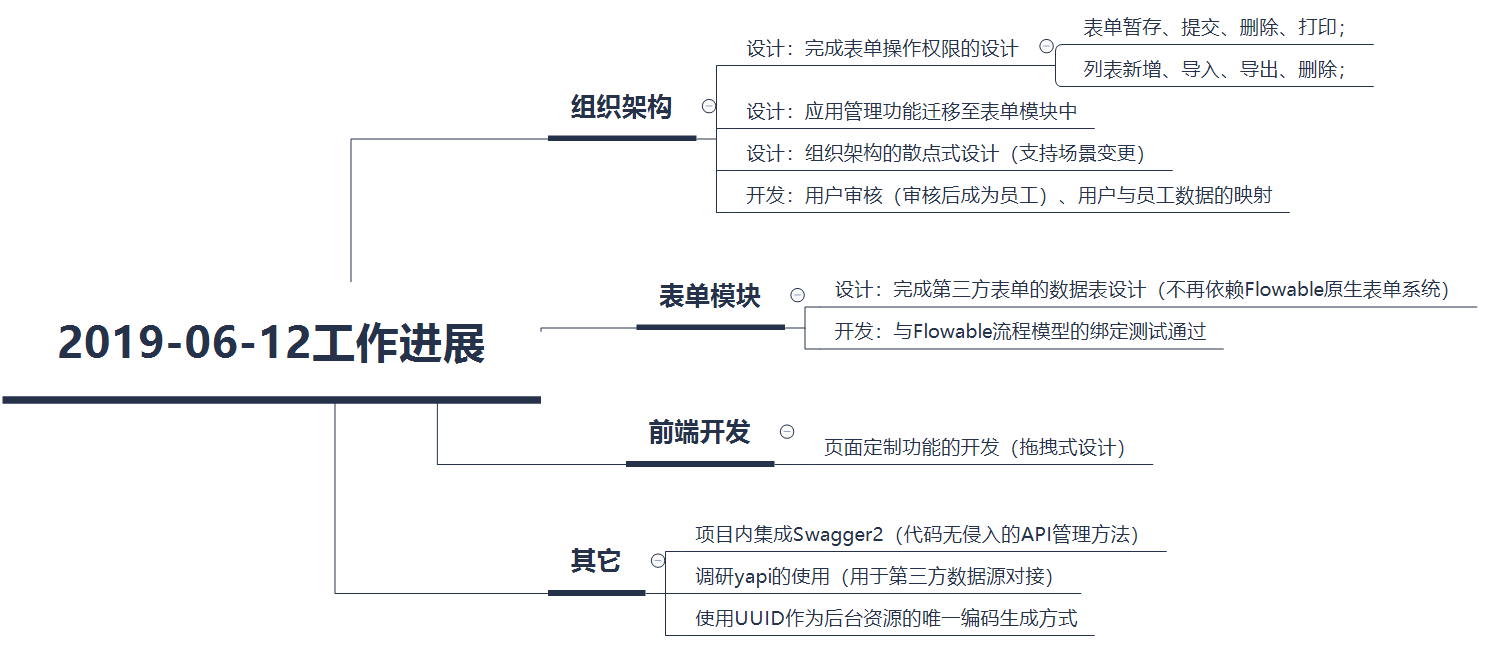 2019-06-12工作进展
组织架构
设计：完成表单操作权限的设计
表单暂存、提交、删除、打印；
列表新增、导入、导出、删除；
设计：应用管理功能迁移至表单模块中
设计：组织架构的散点式设计（支持场景变更）
开发：用户审核（审核后成为员工）、用户与员工数据的映射
表单模块
设计：完成第三方表单的数据表设计（不再依赖Flowable原生表单系统）
开发：与Flowable流程模型的绑定测试通过
前端开发
页面定制功能的开发（拖拽式设计）
其它
项目内集成Swagger2（代码无侵入的API管理方法）
调研yapi的使用（用于第三方数据源对接）
使用UUID作为后台资源的唯一编码生成方式